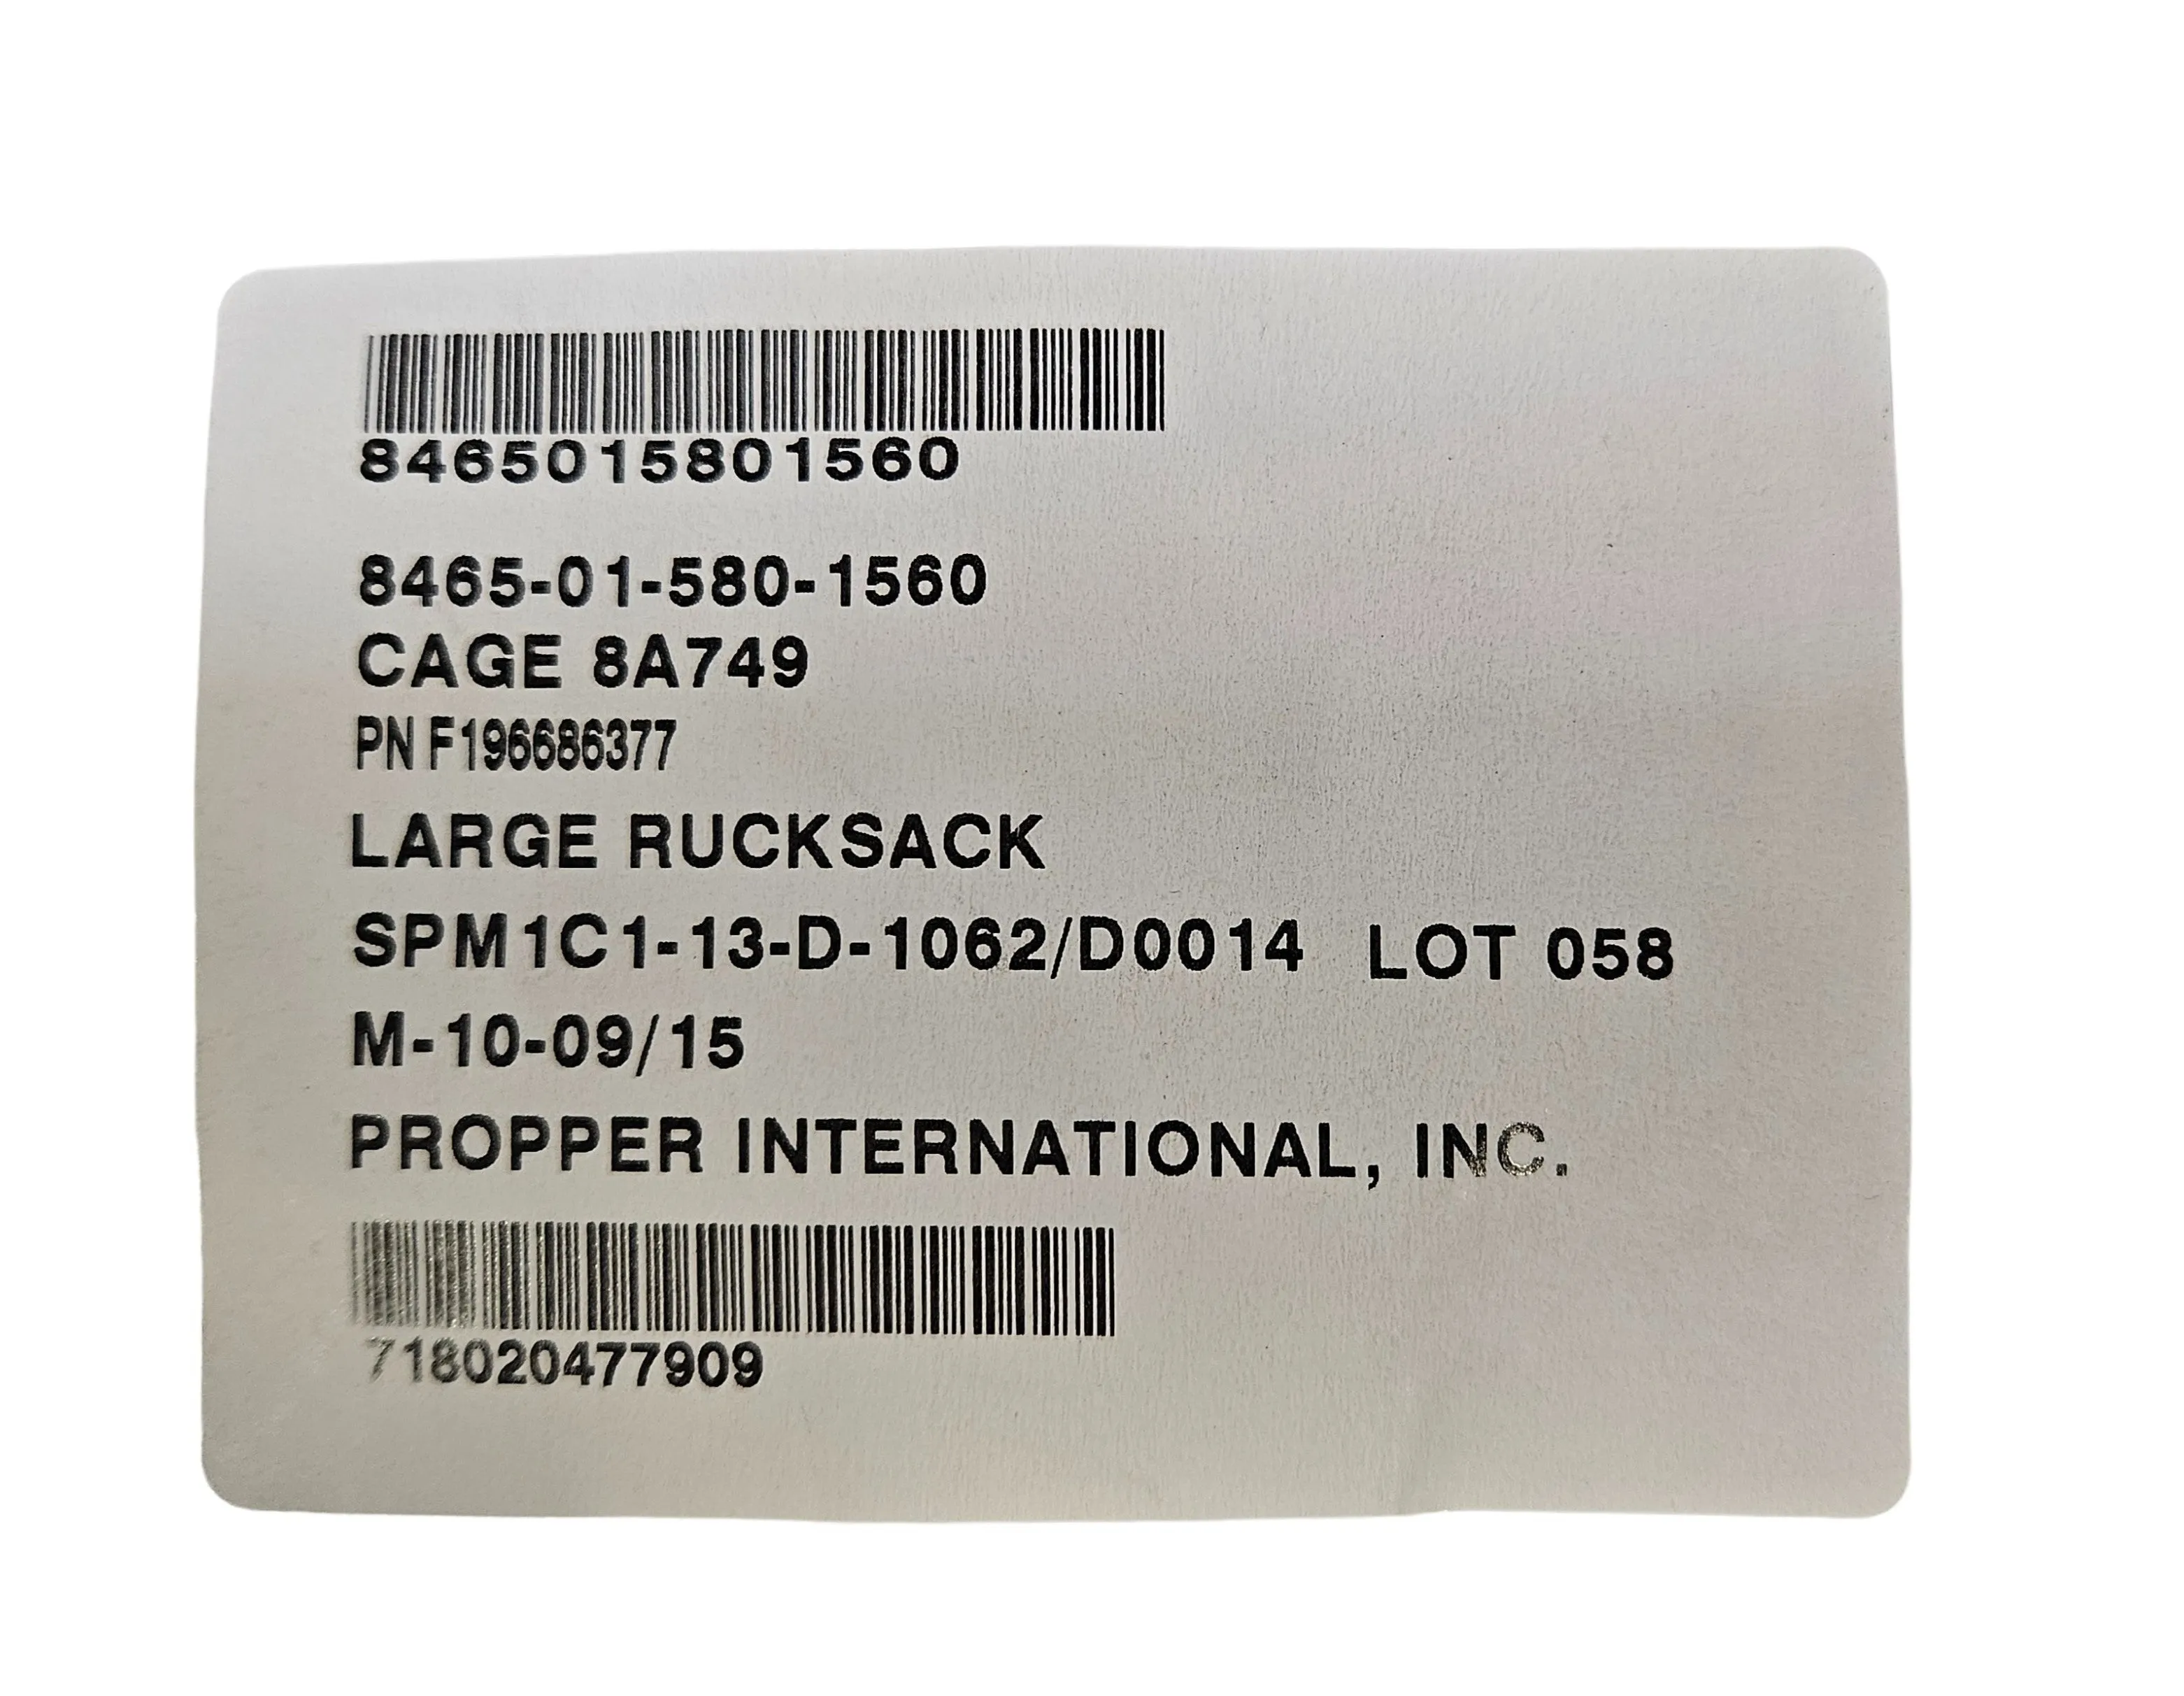 8465015801560
8465-01-580-1560
CAGE 8A749
PN F196686377
LARGE RUCKSACK
SPM1C1-13-D-1062/D0014 LOT 058
M-10-09/15
PROPPER INTERNATIONAL, INC.
718020477909